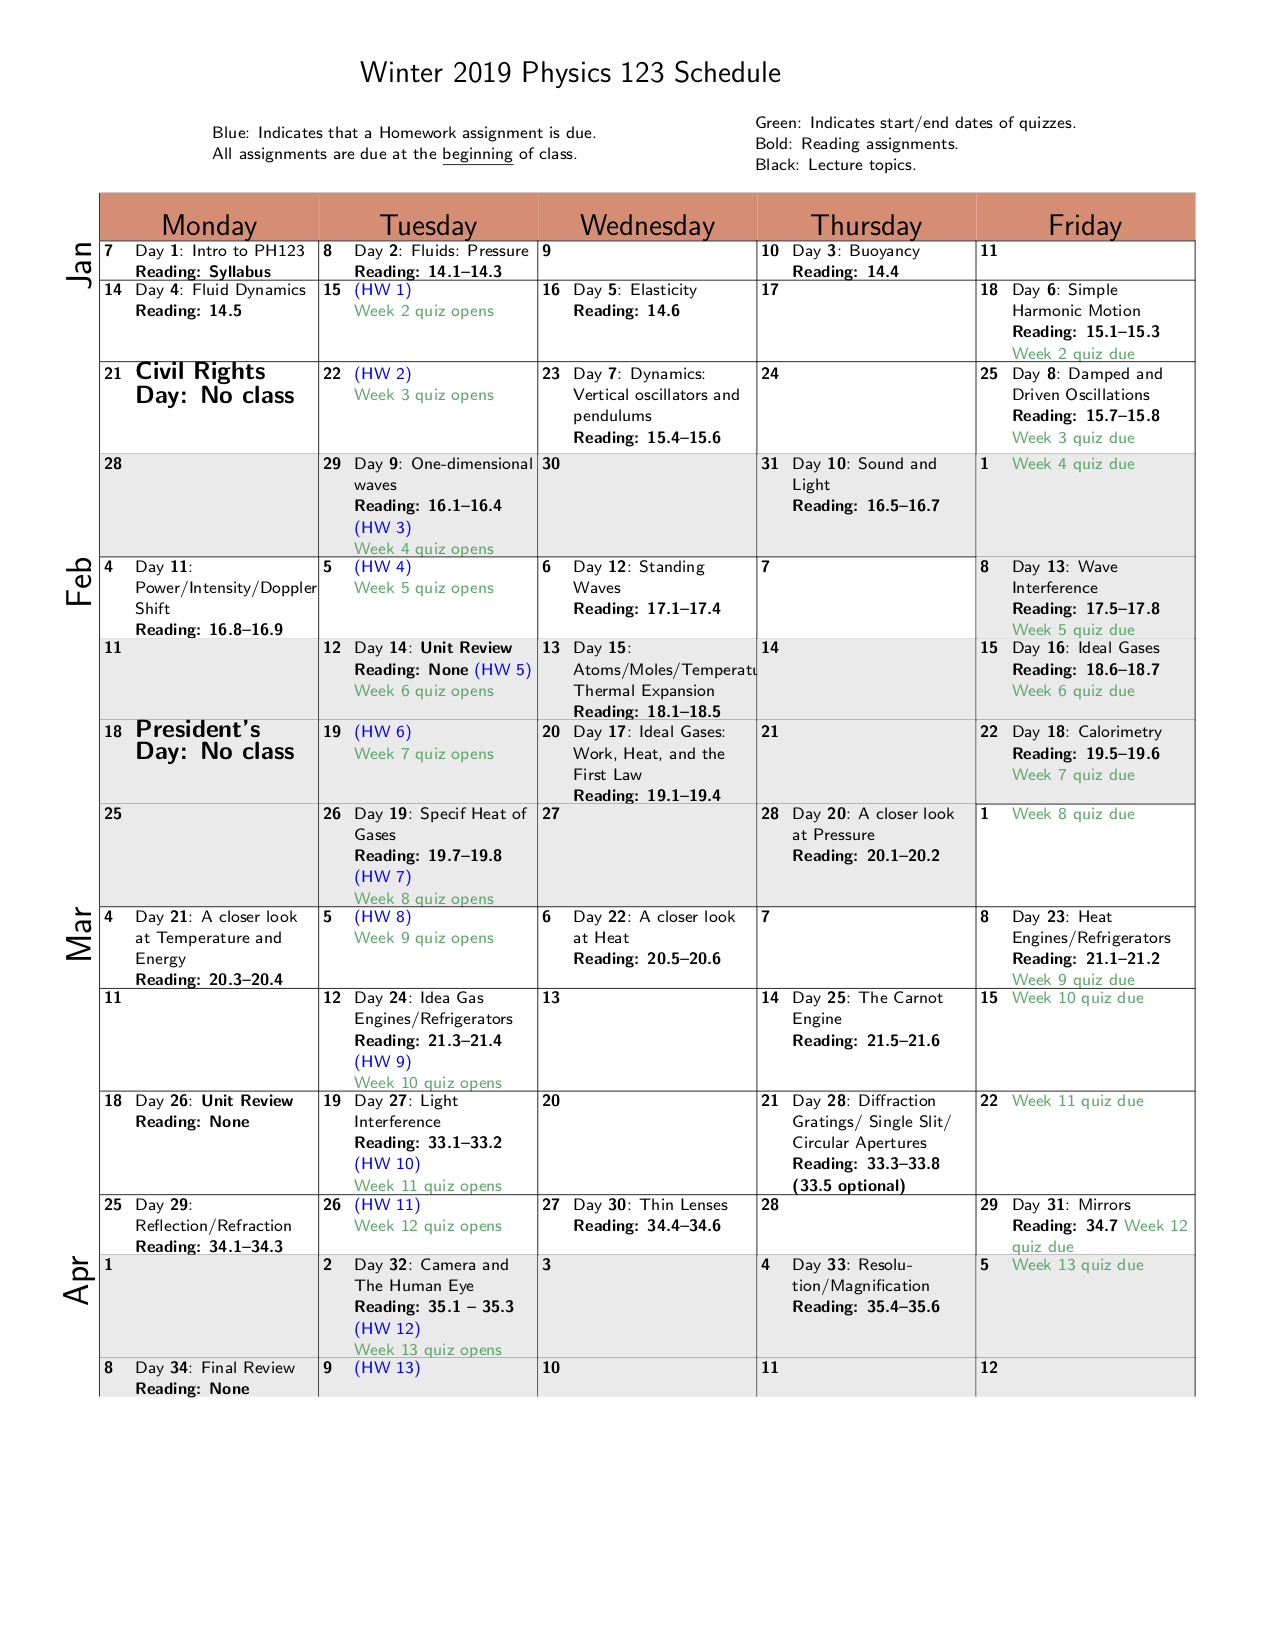 Winter 2019 Physics 123 Schedule
Blue: Indicates that a Homework assignment is due.
All assignments are due at the beginning of class.
Green: Indicates start/end dates of quizzes.
Bold: Reading assignments.
Black: Lecture topics.
Monday
Tuesday
Wednesday
Thursday
Friday
Jan
7 Day 1: Intro to PH123
Reading: Syllabus
8 Day 2: Fluids: Pressure
Reading: 14.1–14.3
9
10 Day 3: Buoyancy
Reading: 14.4
11
14 Day 4: Fluid Dynamics
Reading: 14.5
15 (HW 1)
Week 2 quiz opens
16 Day 5: Elasticity
Reading: 14.6
17
18 Day 6: Simple
Harmonic Motion
Reading: 15.1–15.3
Week 2 quiz due
21 Civil Rights
Day: No class
22 (HW 2)
Week 3 quiz opens
23 Day 7: Dynamics:
Vertical oscillators and
pendulums
Reading: 15.4–15.6
24
25 Day 8: Damped and
Driven Oscillations
Reading: 15.7–15.8
Week 3 quiz due
28
29 Day 9: One-dimensional
waves
Reading: 16.1–16.4
(HW 3)
Week 4 quiz opens
30
31 Day 10: Sound and
Light
Reading: 16.5–16.7
1 Week 4 quiz due
Feb
4 Day 11:
Power/Intensity/Doppler
Shift
Reading: 16.8–16.9
5 (HW 4)
Week 5 quiz opens
6 Day 12: Standing
Waves
Reading: 17.1–17.4
7
8 Day 13: Wave
Interference
Reading: 17.5–17.8
Week 5 quiz due
11
12 Day 14: Unit Review
Reading: None (HW 5)
Week 6 quiz opens
13 Day 15:
Atoms/Moles/Temperatu
Thermal Expansion
Reading: 18.1–18.5
14
15 Day 16: Ideal Gases
Reading: 18.6–18.7
Week 6 quiz due
18 President's
Day: No class
19 (HW 6)
Week 7 quiz opens
20 Day 17: Ideal Gases:
Work, Heat, and the
First Law
Reading: 19.1–19.4
21
22 Day 18: Calorimetry
Reading: 19.5–19.6
Week 7 quiz due
25
26 Day 19: Specif Heat of
Gases
Reading: 19.7–19.8
(HW 7)
Week 8 quiz opens
27
28 Day 20: A closer look
at Pressure
Reading: 20.1–20.2
1 Week 8 quiz due
Mar
4 Day 21: A closer look
at Temperature and
Energy
Reading: 20.3–20.4
5 (HW 8)
Week 9 quiz opens
6 Day 22: A closer look
at Heat
Reading: 20.5–20.6
7
8 Day 23: Heat
Engines/Refrigerators
Reading: 21.1–21.2
Week 9 quiz due
11
12 Day 24: Idea Gas
Engines/Refrigerators
Reading: 21.3–21.4
(HW 9)
Week 10 quiz opens
13
14 Day 25: The Carnot
Engine
Reading: 21.5–21.6
15 Week 10 quiz due
18 Day 26: Unit Review
Reading: None
19 Day 27: Light
Interference
Reading: 33.1–33.2
(HW 10)
Week 11 quiz opens
20
21 Day 28: Diffraction
Gratings/ Single Slit/
Circular Apertures
Reading: 33.3–33.8
(33.5 optional)
22 Week 11 quiz due
25 Day 29:
Reflection/Refraction
Reading: 34.1–34.3
26 (HW 11)
Week 12 quiz opens
27 Day 30: Thin Lenses
Reading: 34.4–34.6
28
29 Day 31: Mirrors
Reading: 34.7 Week 12
quiz due
Apr
1
2 Day 32: Camera and
The Human Eye
Reading: 35.1 – 35.3
(HW 12)
Week 13 quiz opens
3
4 Day 33: Resolu-
tion/Magnification
Reading: 35.4–35.6
5 Week 13 quiz due
8 Day 34: Final Review
Reading: None
9 (HW 13)
10
11
12